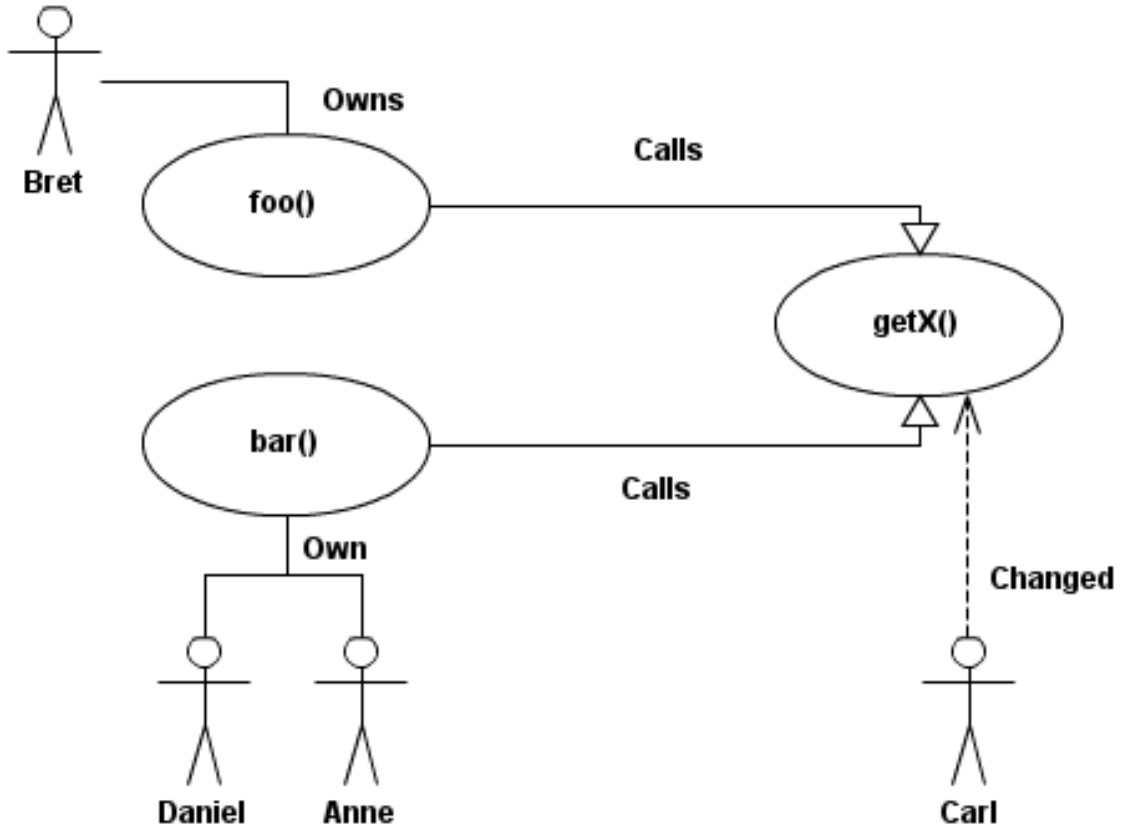 Owns
Calls
Bret
foo()
getX()
bar()
Calls
Own
Changed
Daniel
Anne
Carl